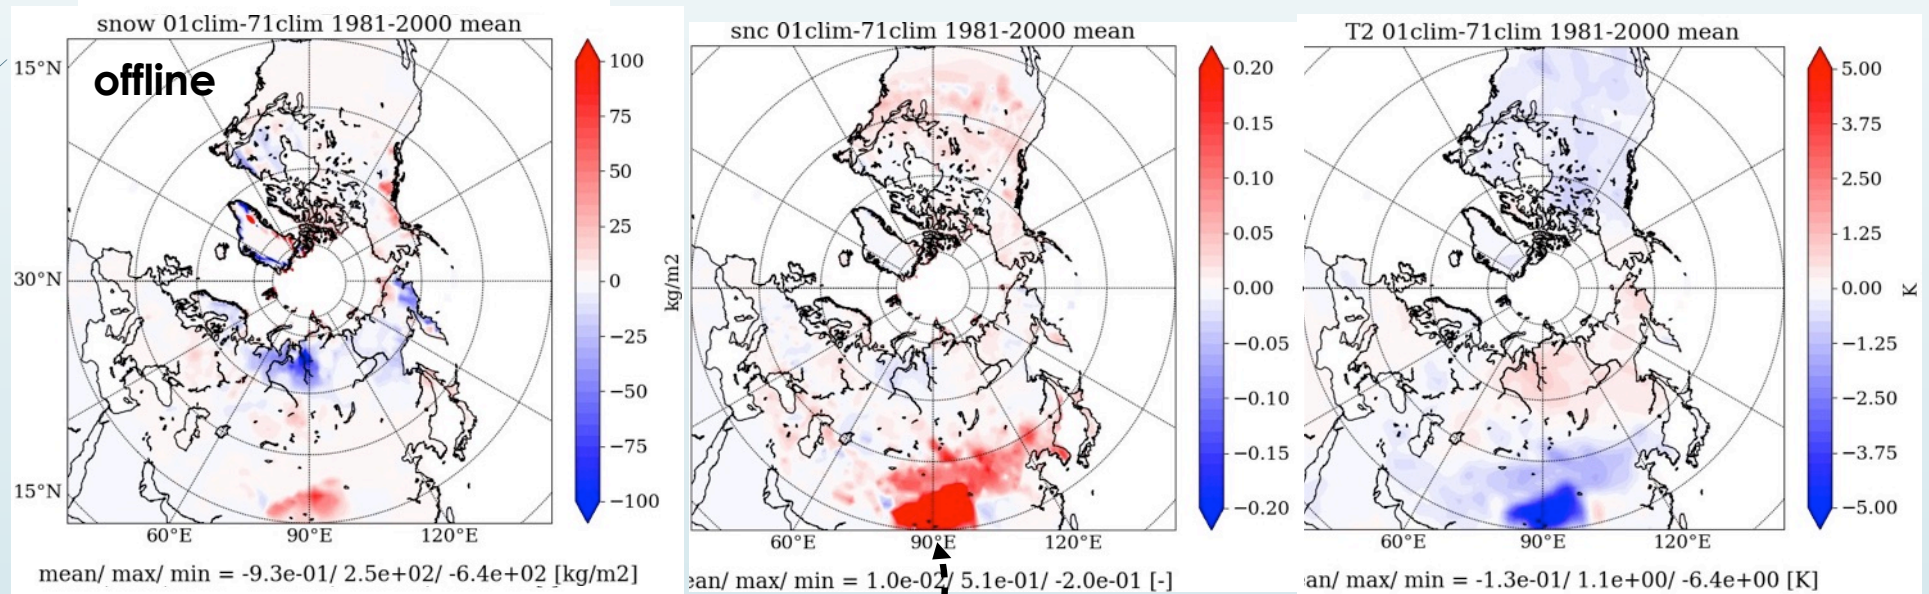 snow 01clim-71clim 1981-2000 mean
offline
15°N
30°N
15°N
60°E
90°E
120°E
100
75
50
25
0
−25
−50
−75
−100
kg/m2
mean/ max/ min = -9.3e-01/ 2.5e+02/ -6.4e+02 [kg/m2]
snc 01clim-71clim 1981-2000 mean
60°E
90°E
120°E
0.20
0.15
0.10
0.05
0.00
−0.05
−0.10
−0.15
−0.20
ean/ max/ min = 1.0e-02/ 5.1e-01/ -2.0e-01 [-]
T2 01clim-71clim 1981-2000 mean
60°E
90°E
120°E
5.00
3.75
2.50
1.25
0.00
−1.25
−2.50
−3.75
−5.00
K
an/ max/ min = -1.3e-01/ 1.1e+00/ -6.4e+00 [K]